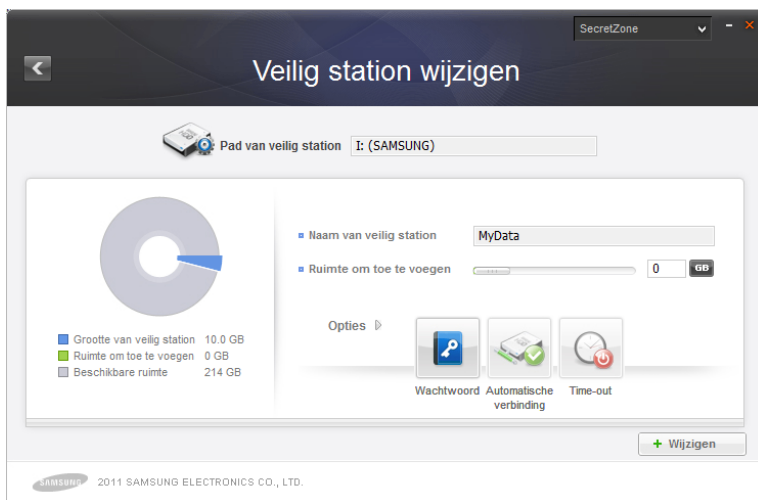 SecretZone
Veilig station wijzigen
Pad van veilig station I: (SAMSUNG)
Naam van veilig station MyData
Ruimte om toe te voegen 0 GB
Opties
Grootte van veilig station 10.0 GB
Ruimte om toe te voegen 0 GB
Beschikbare ruimte 214 GB
Wachtwoord Automatische verbinding Time-out
+ Wijzigen
SAMSUNG 2011 SAMSUNG ELECTRONICS CO., LTD.